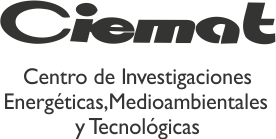 Ciemat
Centro de Investigaciones
Energéticas,Medioambientales
y Tecnológicas